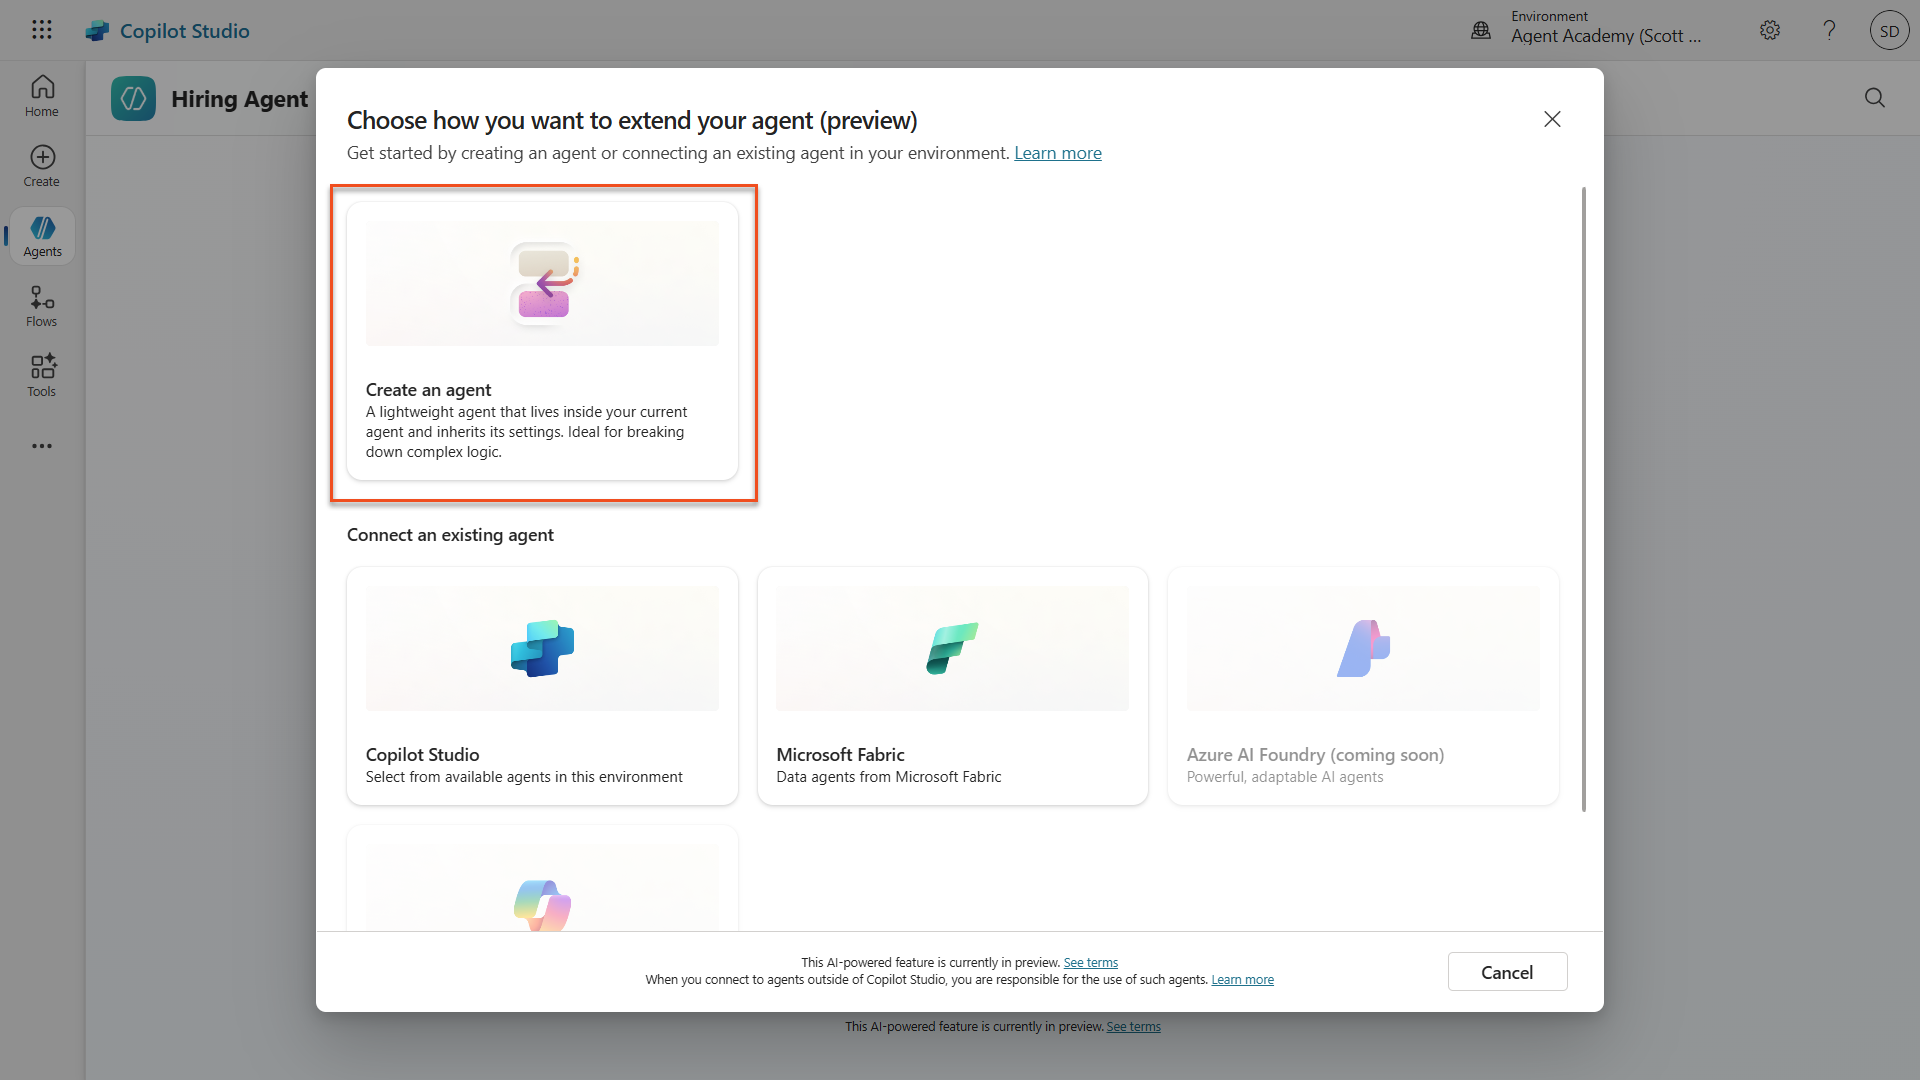 Copilot Studio
Environment
Agent Academy (Scott ...
SD
Home
Create
Agents
Flows
Tools
Hiring Agent
Choose how you want to extend your agent (preview)
Get started by creating an agent or connecting an existing agent in your environment. Learn more
Create an agent
A lightweight agent that lives inside your current
agent and inherits its settings. Ideal for breaking
down complex logic.
Connect an existing agent
Copilot Studio
Select from available agents in this environment
Microsoft Fabric
Data agents from Microsoft Fabric
Azure AI Foundry (coming soon)
Powerful, adaptable AI agents
This AI-powered feature is currently in preview. See terms
When you connect to agents outside of Copilot Studio, you are responsible for the use of such agents. Learn more
Cancel
This AI-powered feature is currently in preview. See terms